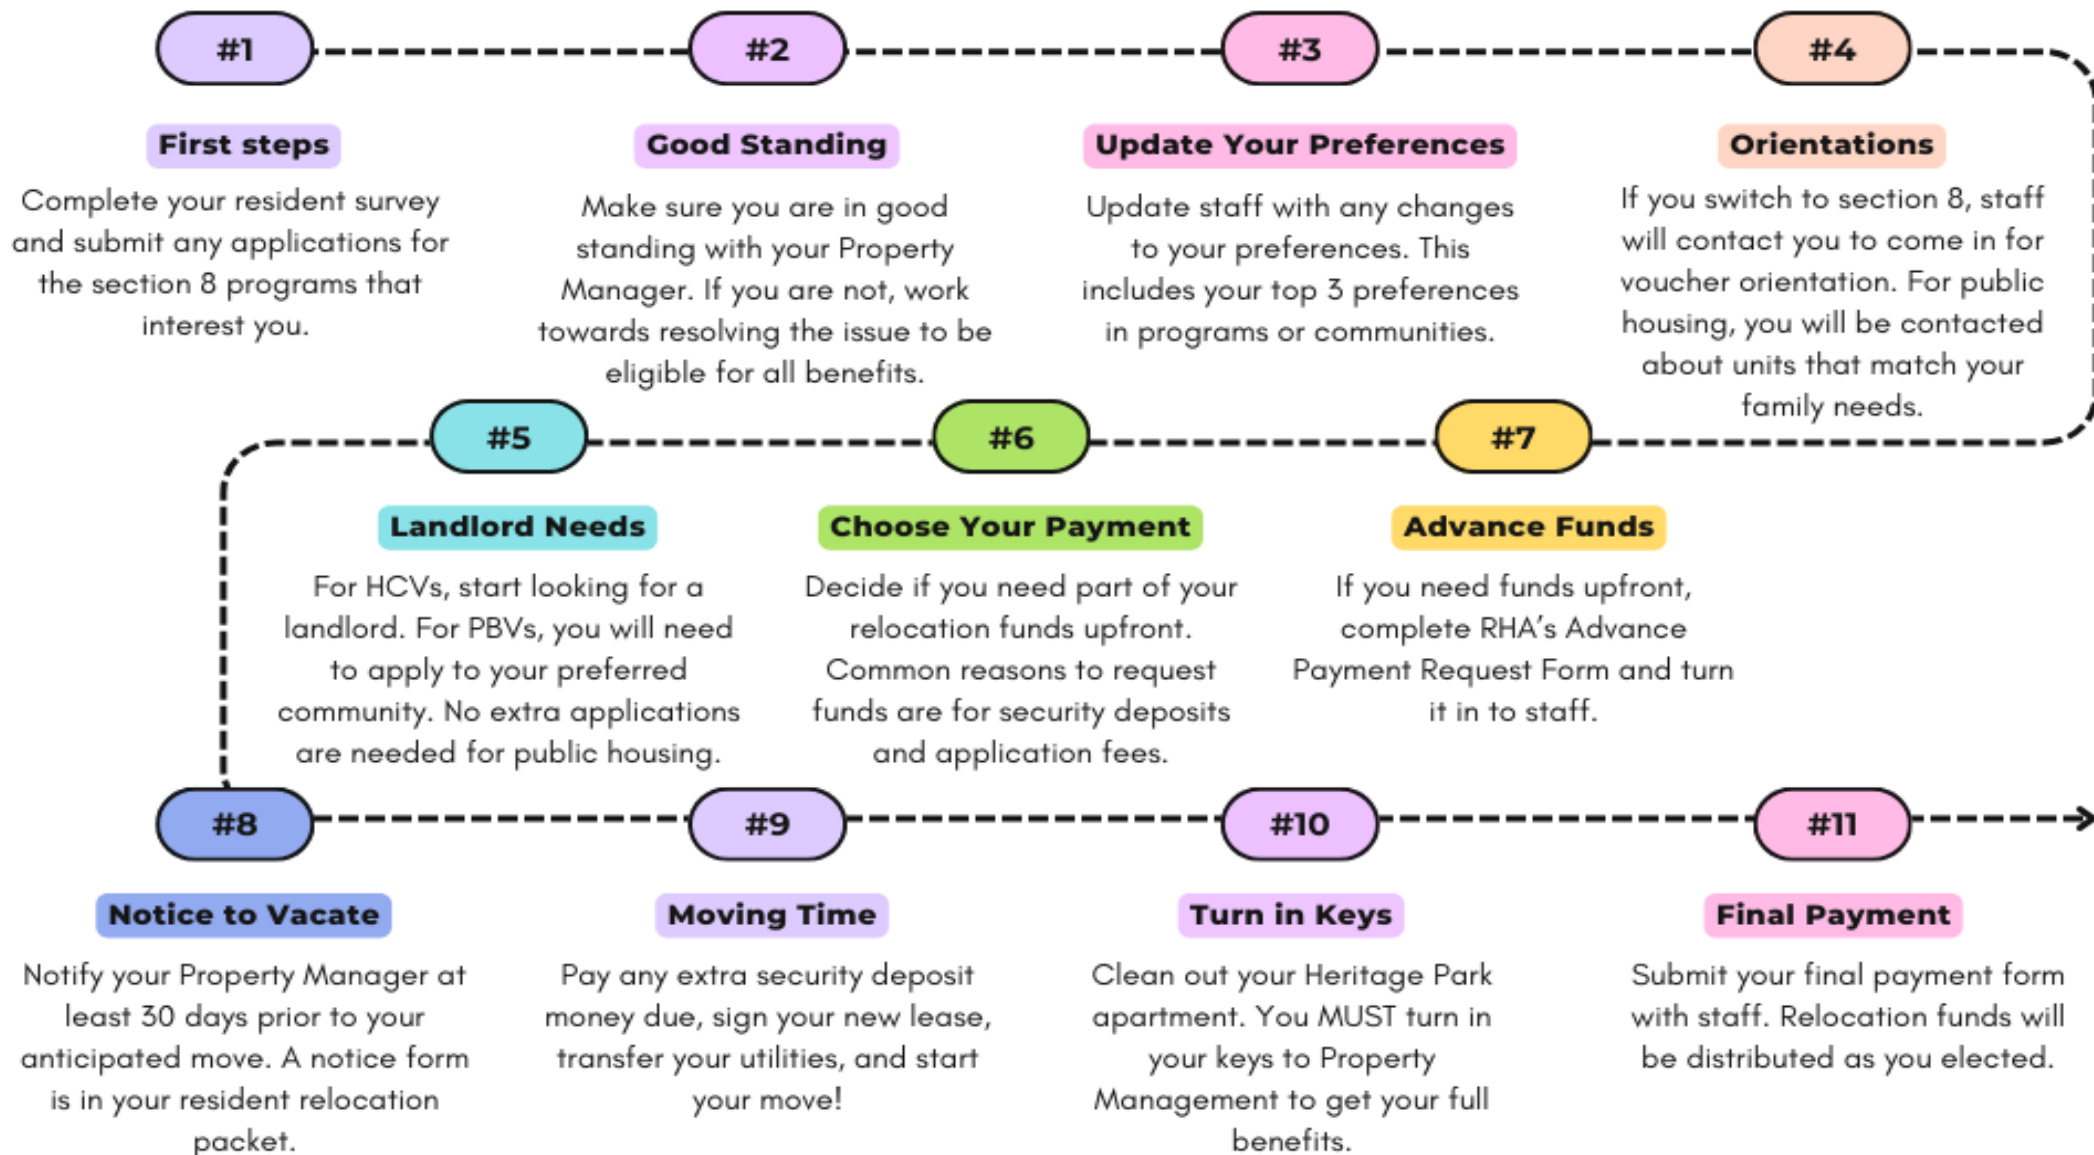 #1
First steps
Complete your resident survey
and submit any applications for
the section 8 programs that
interest you.
#2
Good Standing
Make sure you are in good
standing with your Property
Manager. If you are not, work
towards resolving the issue to be
eligible for all benefits.
#3
Update Your Preferences
Update staff with any changes
to your preferences. This
includes your top 3 preferences
in programs or communities.
#4
Orientations
If you switch to section 8, staff
will contact you to come in for
voucher orientation. For public
housing, you will be contacted
about units that match your
family needs.
#5
Landlord Needs
For HCVs, start looking for a
landlord. For PBVs, you will need
to apply to your preferred
community. No extra applications
are needed for public housing.
#6
Choose Your Payment
Decide if you need part of your
relocation funds upfront.
Common reasons to request
funds are for security deposits
and application fees.
#7
Advance Funds
If you need funds upfront,
complete RHA’s Advance
Payment Request Form and turn
it in to staff.
#8
Notice to Vacate
Notify your Property Manager at
least 30 days prior to your
anticipated move. A notice form
is in your resident relocation
packet.
#9
Moving Time
Pay any extra security deposit
money due, sign your new lease,
transfer your utilities, and start
your move!
#10
Turn in Keys
Clean out your Heritage Park
apartment. You MUST turn in
your keys to Property
Management to get your full
benefits.
#11
Final Payment
Submit your final payment form
with staff. Relocation funds will
be distributed as you elected.